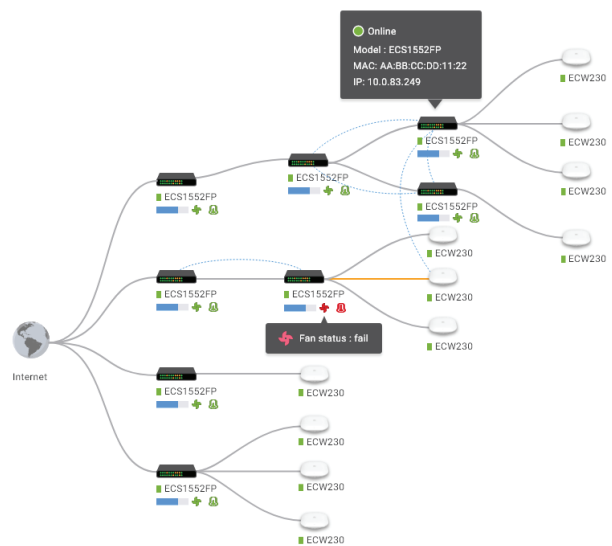 Online
Model : ECS1552FP
MAC: AA:BB:CC:DD:11:22
IP: 10.0.83.249
ECW230
ECW230
ECS1552FP
ECS1552FP
ECW230
ECS1552FP
ECS1552FP
ECW230
ECW230
ECS1552FP
ECS1552FP
ECW230
ECW230
Fan status : fail
Internet
ECS1552FP
ECW230
ECW230
ECW230
ECS1552FP
ECW230